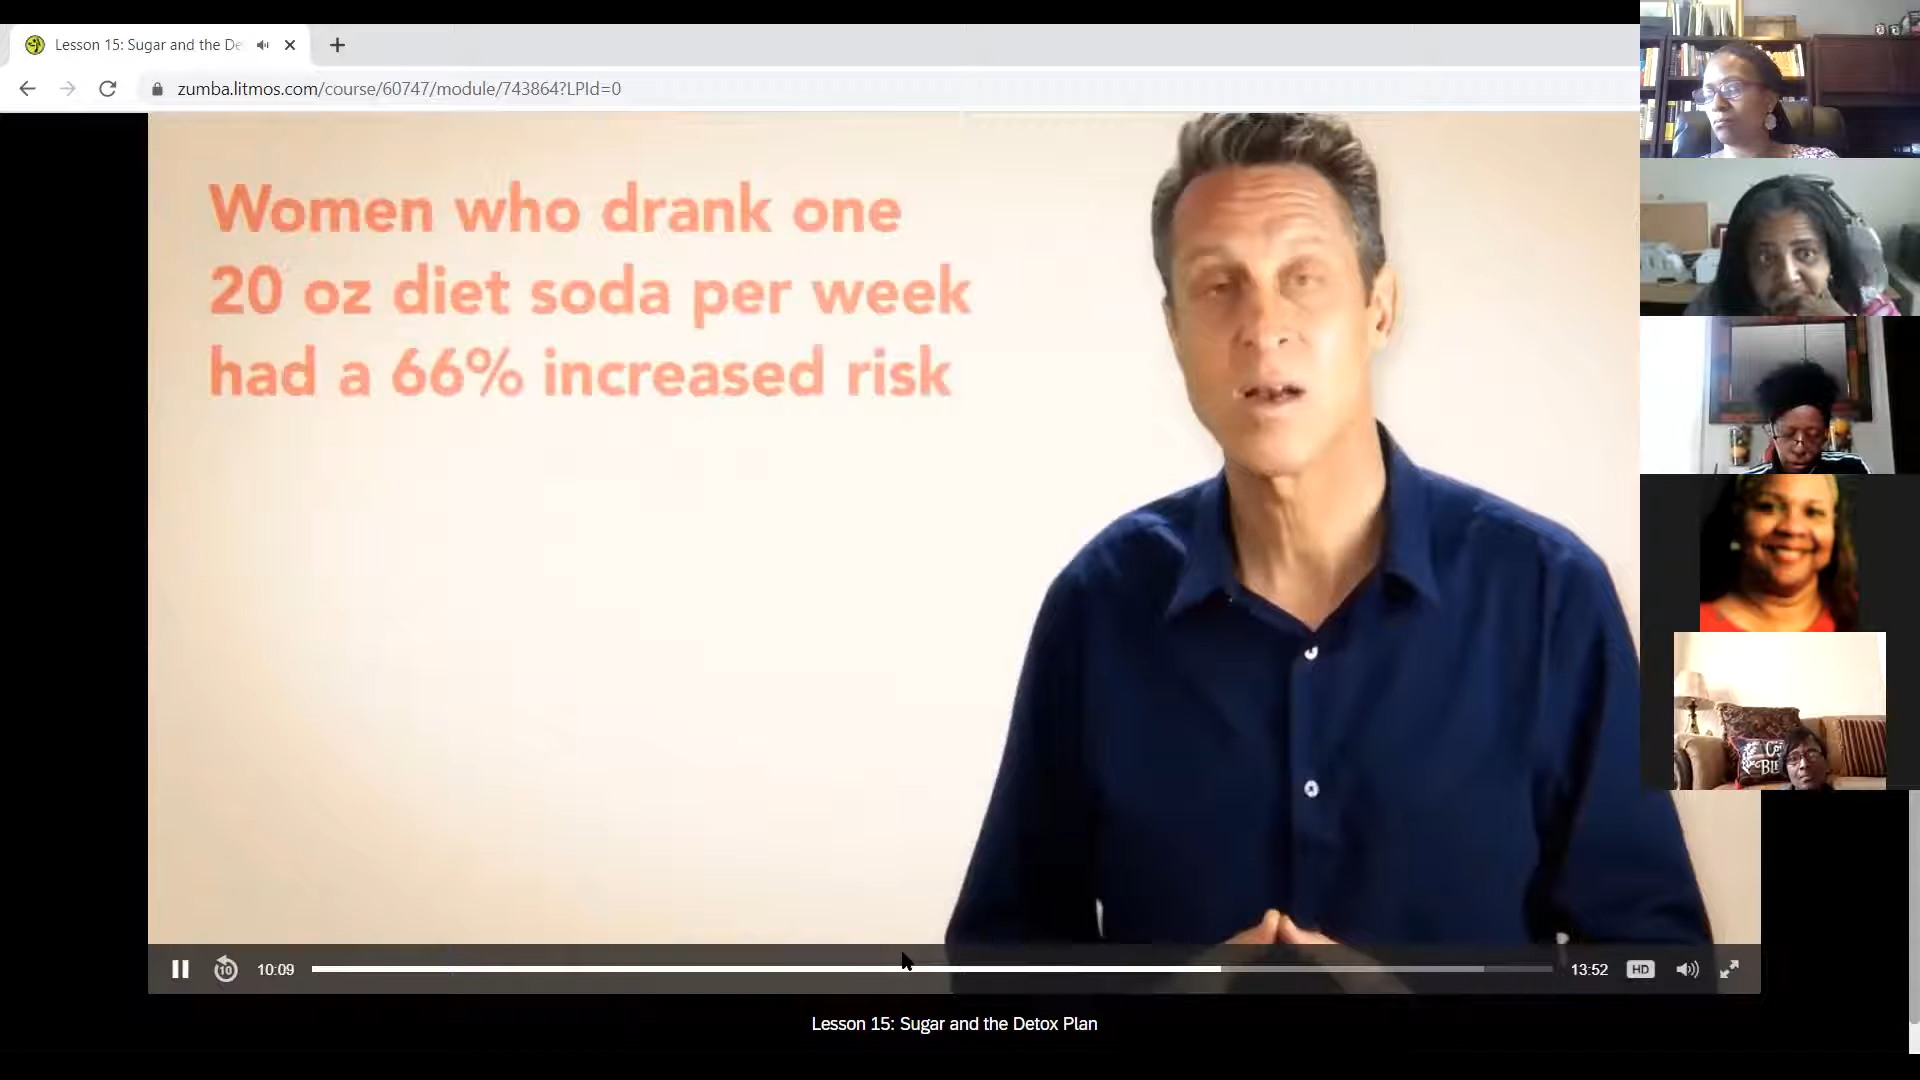 Lesson 15: Sugar and the De
zumba.litmos.com/course/60747/module/743864?LPId=0
Women who drank one
20 oz diet soda per week
had a 66% increased risk
10
10:09
13:52
HD
Lesson 15: Sugar and the Detox Plan